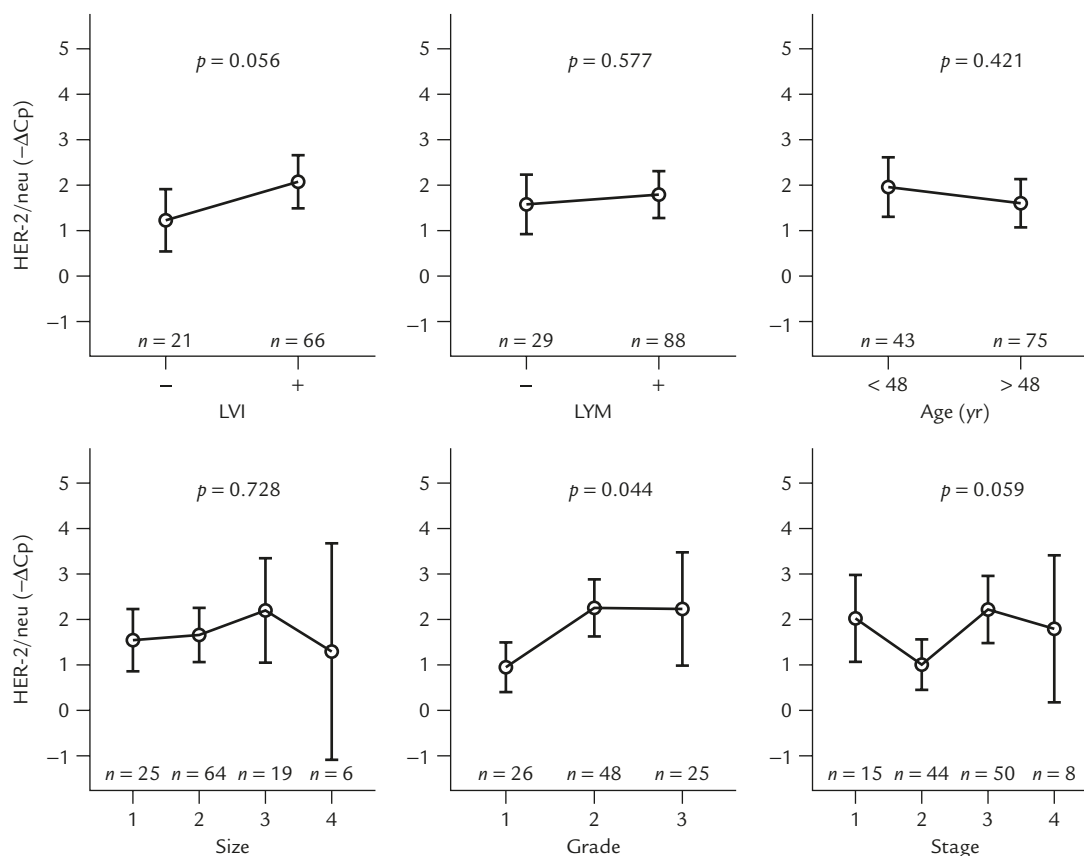 HER-2/neu (−ΔCp)
5
4
3
2
1
0
−1
p = 0.056
n = 21
n = 66
−
+
LVI
5
4
3
2
1
0
−1
p = 0.577
n = 29
n = 88
−
+
LYM
5
4
3
2
1
0
−1
p = 0.421
n = 43
n = 75
< 48
> 48
Age (yr)
HER-2/neu (−ΔCp)
5
4
3
2
1
0
−1
p = 0.728
n = 25
n = 64
n = 19
n = 6
1
2
3
4
Size
5
4
3
2
1
0
−1
p = 0.044
n = 26
n = 48
n = 25
1
2
3
Grade
5
4
3
2
1
0
−1
p = 0.059
n = 15
n = 44
n = 50
n = 8
1
2
3
4
Stage